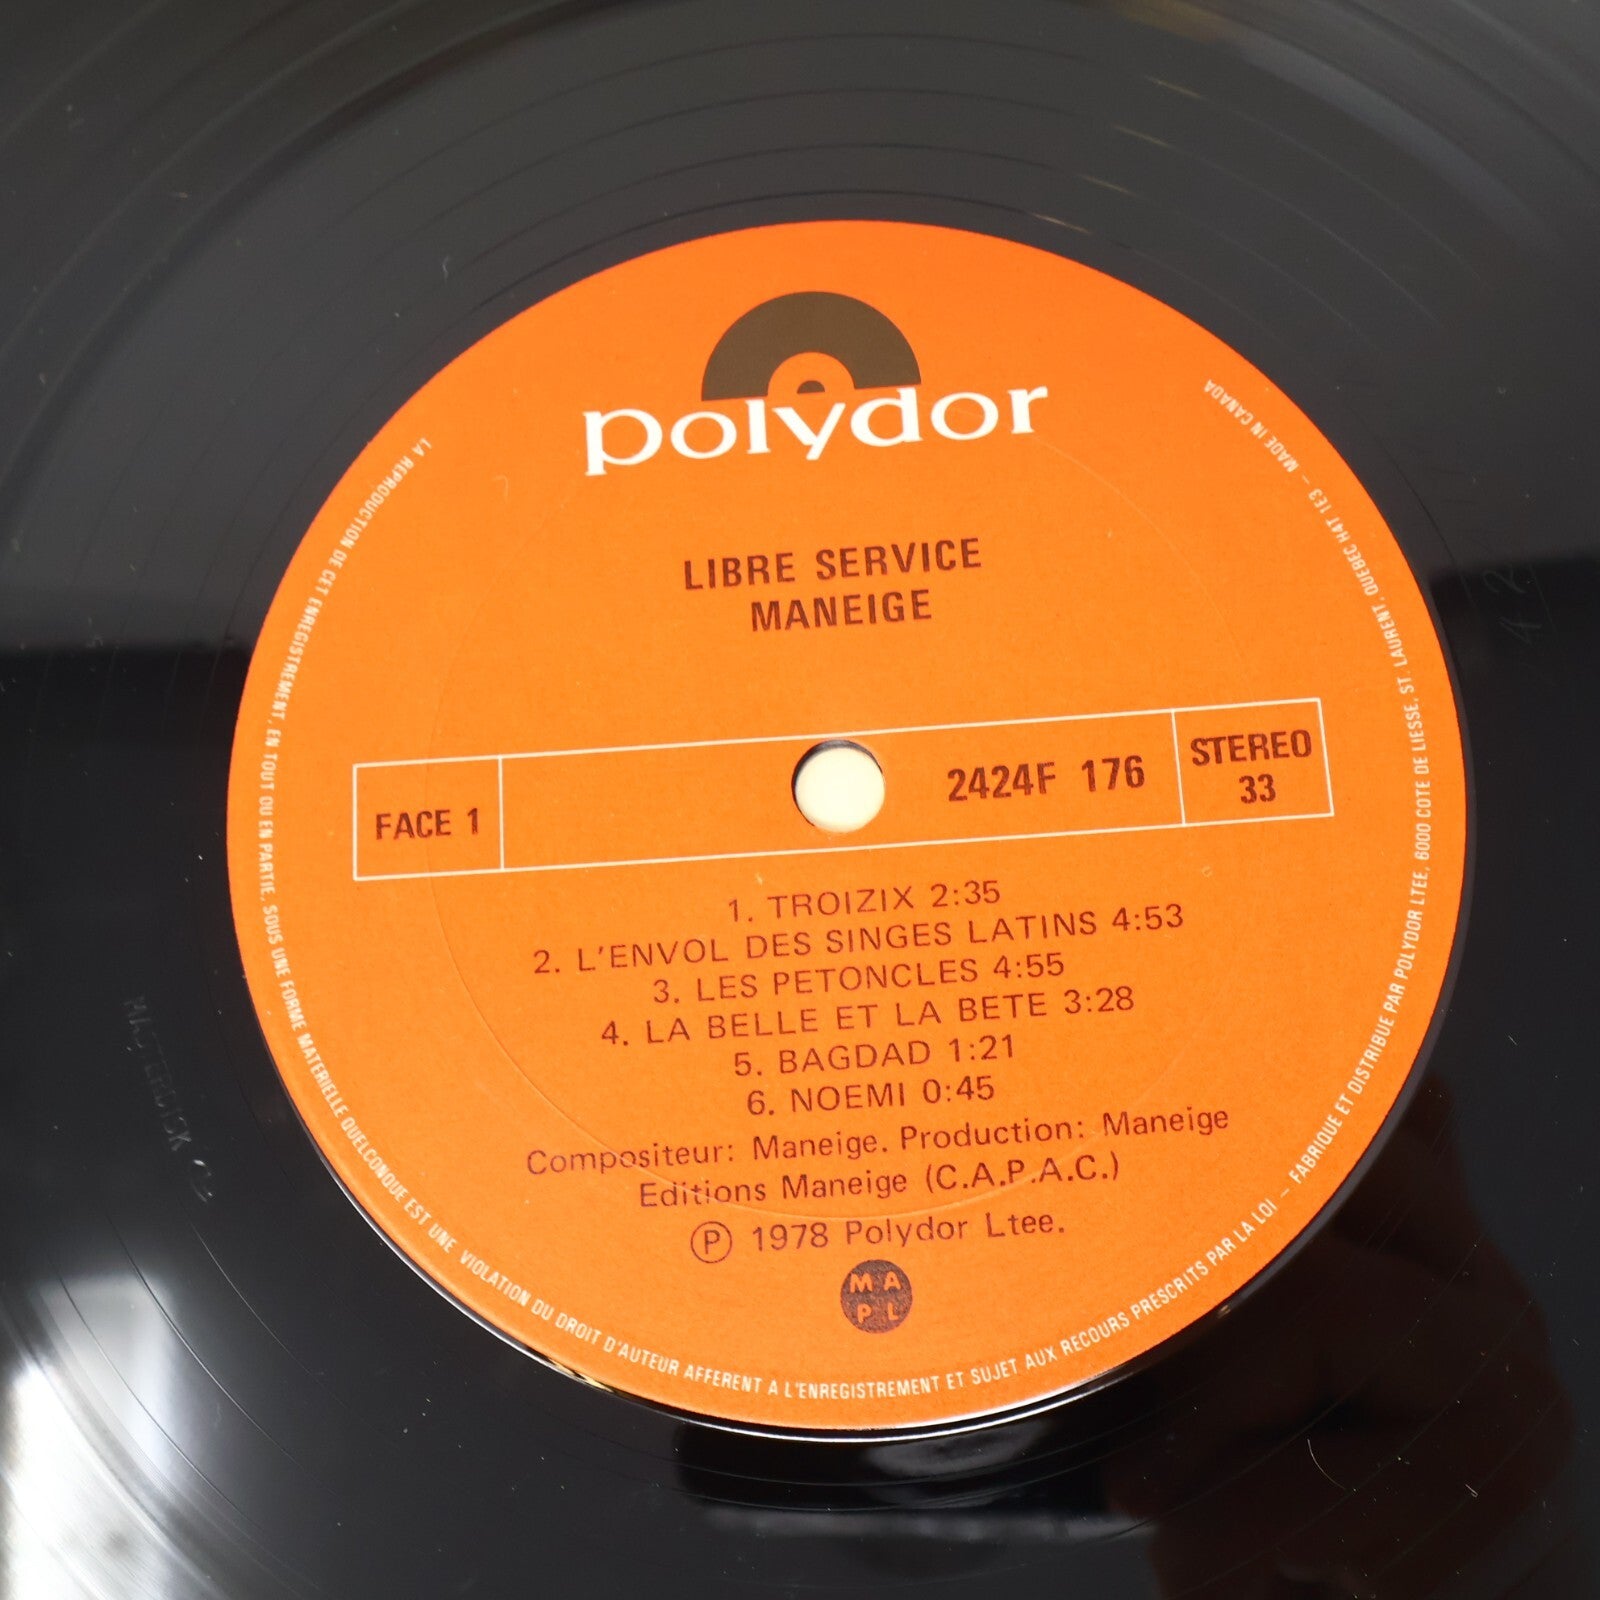 polydor
LIBRE SERVICE
MANEIGE
FACE 1
2424F 176
STEREO
33
1. TROIZIX 2:35
2. L'ENVOL DES SINGES LATINS 4:53
3. LES PETONCLES 4:55
4. LA BELLE ET LA BETE 3:28
5. BAGDAD 1:21
6. NOEMI 0:45
Compositeur: Maneige. Production: Maneige
Editions Maneige (C.A.P.A.C.)
Ⓟ 1978 Polydor Ltee.
M A
P L
LA REPRODUCTION DE CET ENREGISTREMENT, EN TOUT OU EN PARTIE, SOUS UNE FORME MATERIELLE QUELCONQUE EST UNE VIOLATION DU DROIT D'AUTEUR AFFERENT A L'ENREGISTREMENT ET SUJET AUX RECOURS PRESCRITS PAR LA LOI – FABRIQUE ET DISTRIBUE PAR POLYDOR LTEE, 6000 COTE DE LIESSE, ST. LAURENT, QUEBEC H4T 1E3 – MADE IN CANADA
MASTERDISK